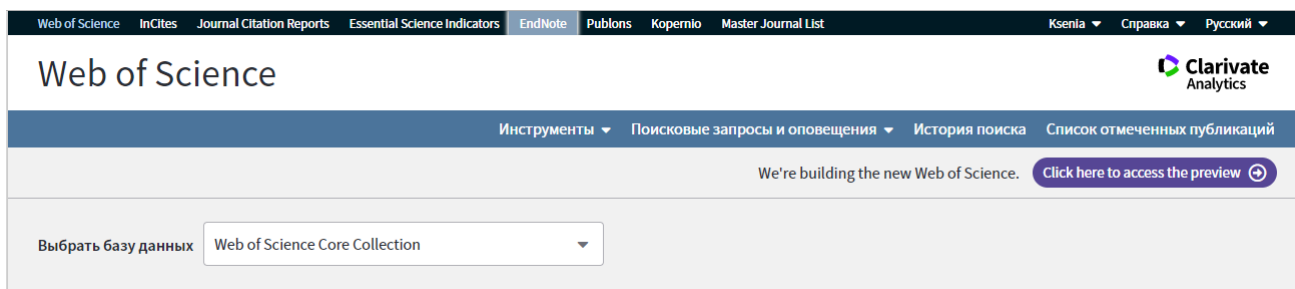 Web of Science InCites Journal Citation Reports Essential Science Indicators EndNote Publons Kopernio Master Journal List Ksenia Справка Русский
Web of Science
Clarivate
Analytics
Инструменты Поисковые запросы и оповещения История поиска Список отмеченных публикаций
We're building the new Web of Science. Click here to access the preview
Выбрать базу данных Web of Science Core Collection